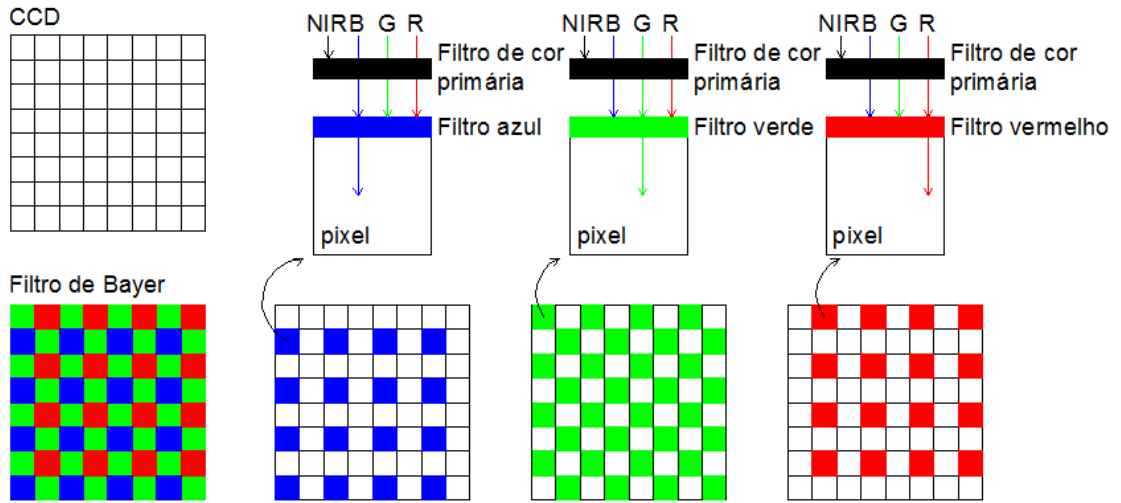 CCD
NIRB G R
Filtro de cor
primária
Filtro azul
pixel
NIRB G R
Filtro de cor
primária
Filtro verde
pixel
NIRB G R
Filtro de cor
primária
Filtro vermelho
pixel
Filtro de Bayer